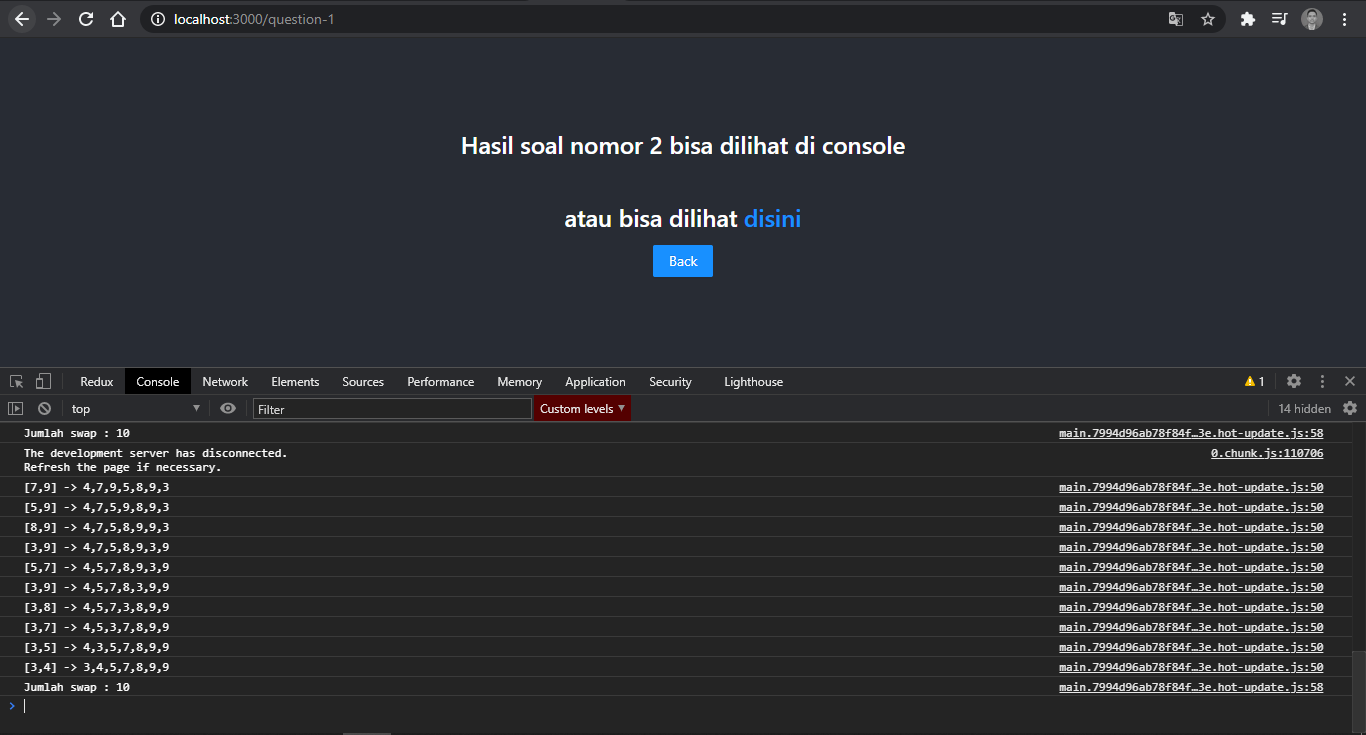 localhost:3000/question-1
Hasil soal nomor 2 bisa dilihat di console
atau bisa dilihat disini
Back
Redux Console Network Elements Sources Performance Memory Application Security Lighthouse 1
top Filter Custom levels 14 hidden
Jumlah swap : 10 main.7994d96ab78f84f…3e.hot-update.js:58
The development server has disconnected. 0.chunk.js:110706
Refresh the page if necessary.
[7,9] -> 4,7,9,5,8,9,3 main.7994d96ab78f84f…3e.hot-update.js:50
[5,9] -> 4,7,5,9,8,9,3 main.7994d96ab78f84f…3e.hot-update.js:50
[8,9] -> 4,7,5,8,9,9,3 main.7994d96ab78f84f…3e.hot-update.js:50
[3,9] -> 4,7,5,8,9,3,9 main.7994d96ab78f84f…3e.hot-update.js:50
[5,7] -> 4,5,7,8,9,3,9 main.7994d96ab78f84f…3e.hot-update.js:50
[3,9] -> 4,5,7,8,3,9,9 main.7994d96ab78f84f…3e.hot-update.js:50
[3,8] -> 4,5,7,3,8,9,9 main.7994d96ab78f84f…3e.hot-update.js:50
[3,7] -> 4,5,3,7,8,9,9 main.7994d96ab78f84f…3e.hot-update.js:50
[3,5] -> 4,3,5,7,8,9,9 main.7994d96ab78f84f…3e.hot-update.js:50
[3,4] -> 3,4,5,7,8,9,9 main.7994d96ab78f84f…3e.hot-update.js:50
Jumlah swap : 10 main.7994d96ab78f84f…3e.hot-update.js:58